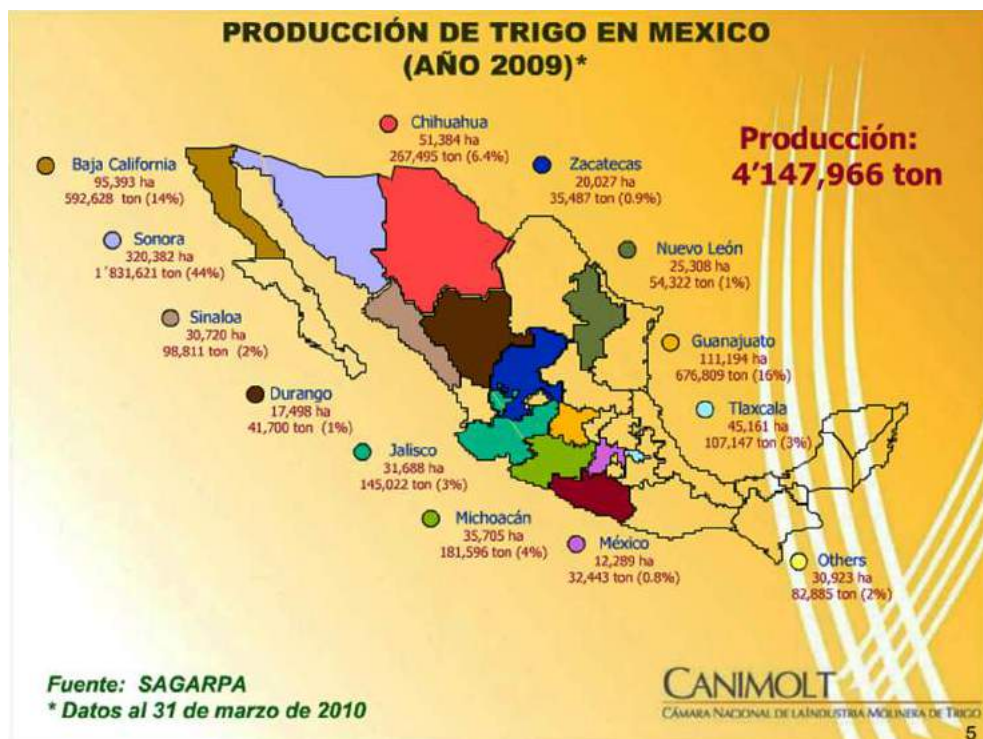 PRODUCCIÓN DE TRIGO EN MEXICO
(AÑO 2009)*
Producción:
4'147,966 ton
Chihuahua
51,384 ha
267,495 ton (6.4%)
Baja California
95,393 ha
592,628 ton (14%)
Zacatecas
20,027 ha
35,487 ton (0.9%)
Sonora
320,382 ha
1´831,621 ton (44%)
Nuevo León
25,308 ha
54,322 ton (1%)
Sinaloa
30,720 ha
98,811 ton (2%)
Guanajuato
111,194 ha
676,809 ton (16%)
Durango
17,498 ha
41,700 ton (1%)
Tlaxcala
45,161 ha
107,147 ton (3%)
Jalisco
31,688 ha
145,022 ton (3%)
Michoacán
35,705 ha
181,596 ton (4%)
México
12,289 ha
32,443 ton (0.8%)
Others
30,923 ha
82,885 ton (2%)
Fuente: SAGARPA
* Datos al 31 de marzo de 2010
CANIMOLT
CÁMARA NACIONAL DE LA INDUSTRIA MOLINERA DE TRIGO
5